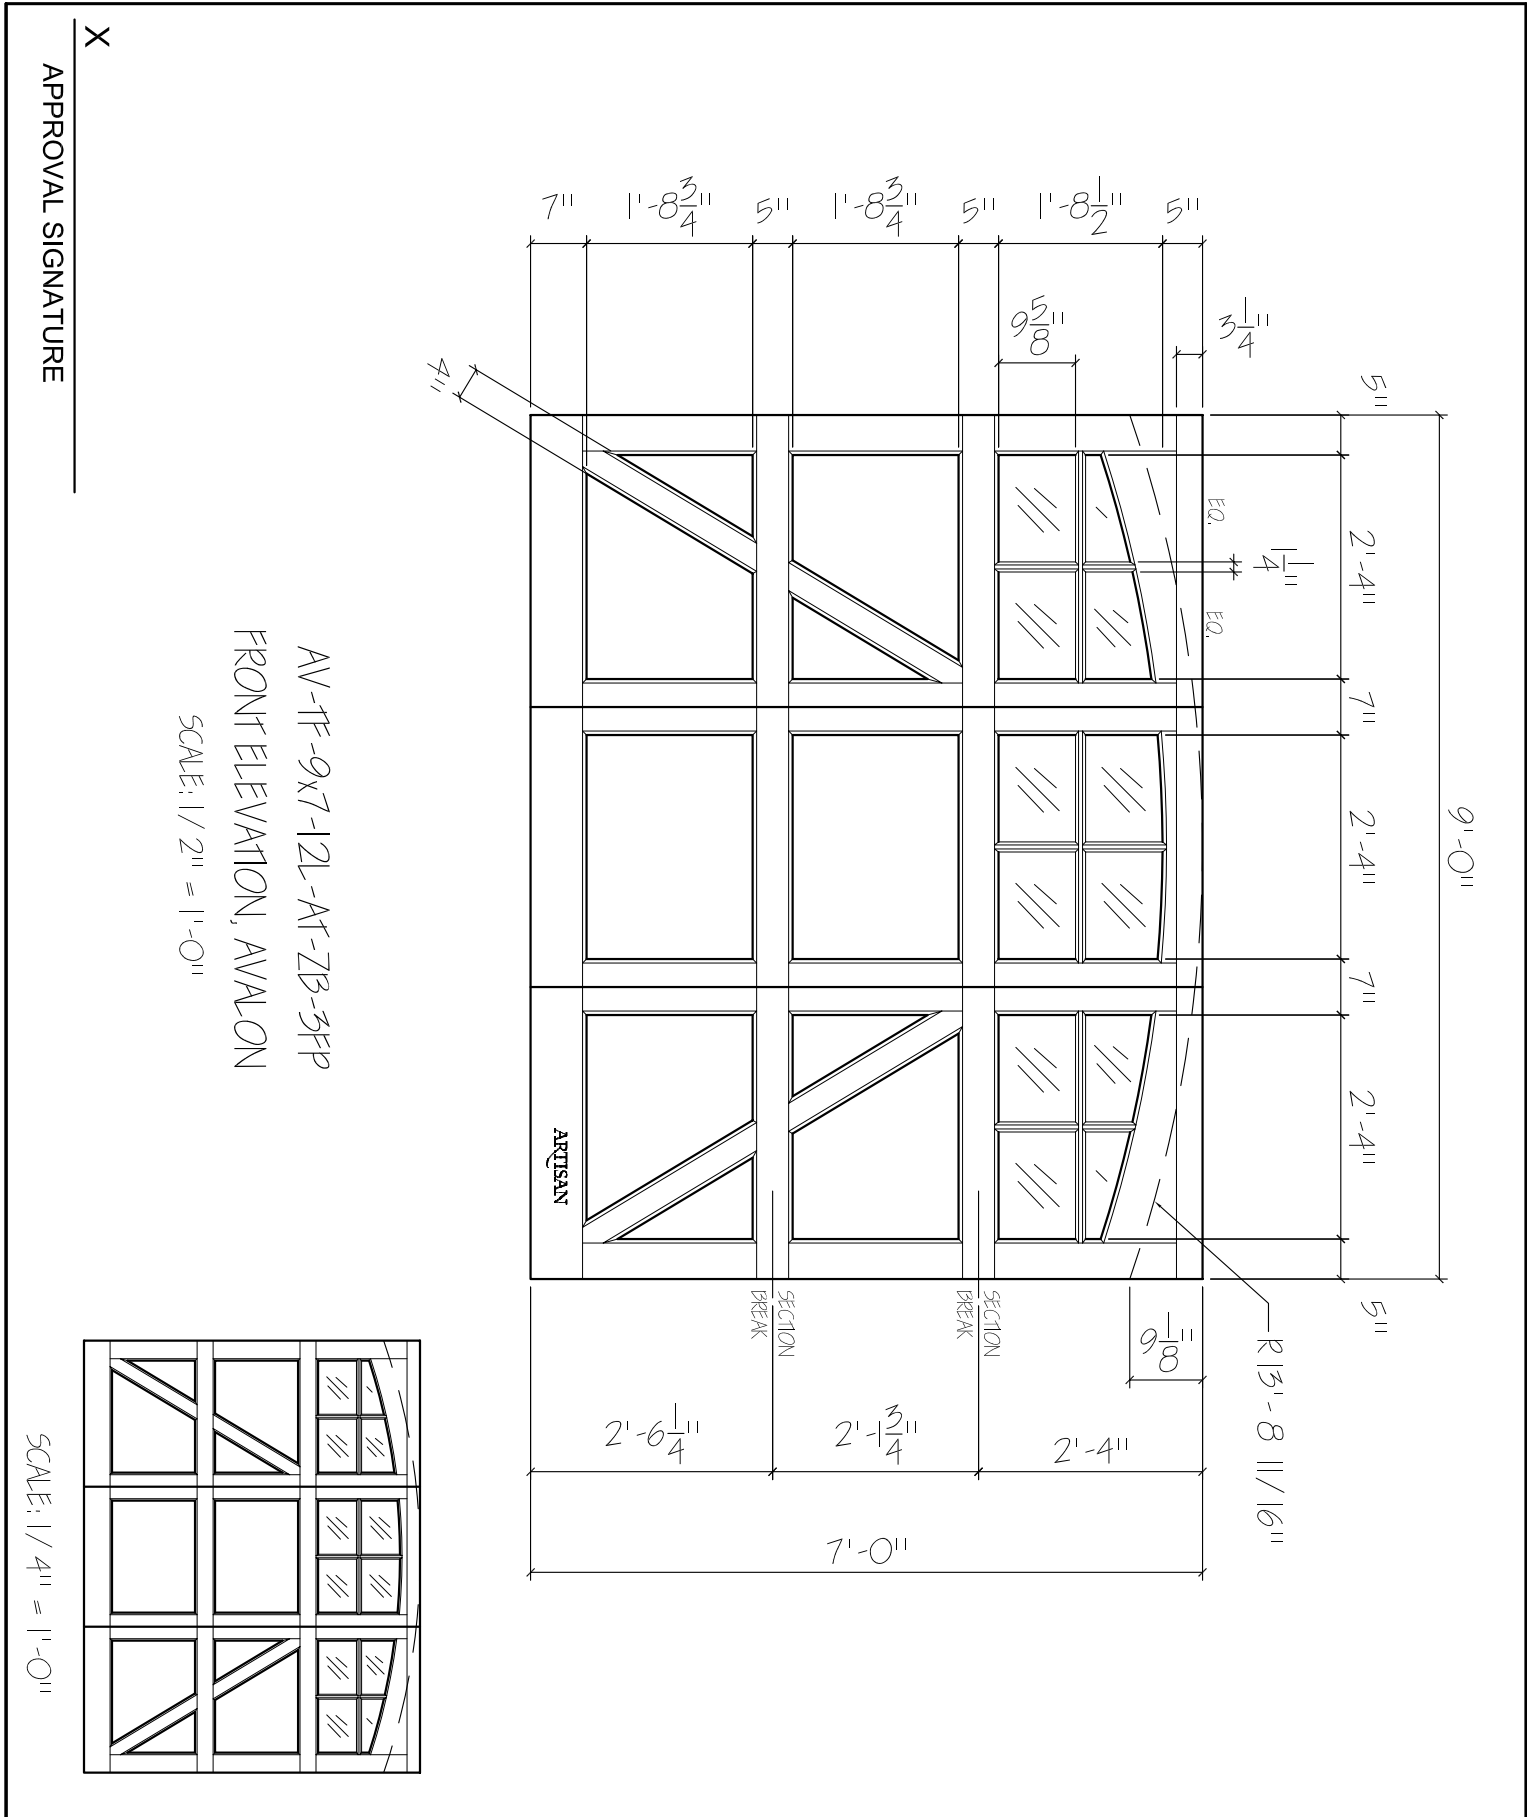 9'-0"
5"
2'-4"
7"
2'-4"
7"
2'-4"
5"
EQ.
1 1/4"
EQ.
R 13'-8 11/16"
3 1/4"
5"
1'-8 1/2"
9 5/8"
5"
1'-8 3/4"
5"
1'-8 3/4"
7"
4"
9 1/8"
SECTION
BREAK
SECTION
BREAK
2'-4"
2'-1 3/4"
2'-6 1/4"
7'-0"
ARTISAN
AV-TF-9x7-12L-AT-ZB-3FP
FRONT ELEVATION, AVALON
SCALE: 1/2" = 1'-0"
X
APPROVAL SIGNATURE
SCALE: 1/4" = 1'-0"